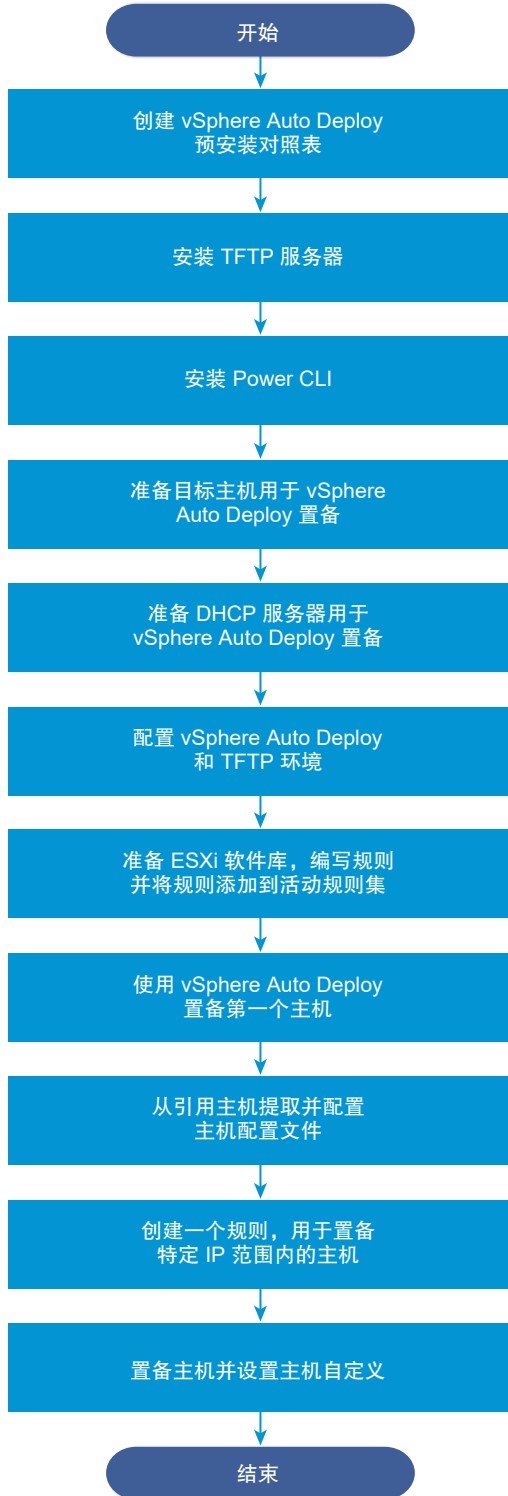 开始
创建 vSphere Auto Deploy
预安装对照表
安装 TFTP 服务器
安装 Power CLI
准备目标主机用于 vSphere
Auto Deploy 置备
准备 DHCP 服务器用于
vSphere Auto Deploy 置备
配置 vSphere Auto Deploy
和 TFTP 环境
准备 ESXi 软件库，编写规则
并将规则添加到活动规则集
使用 vSphere Auto Deploy
置备第一个主机
从引用主机提取并配置
主机配置文件
创建一个规则，用于置备
特定 IP 范围内的主机
置备主机并设置主机自定义
结束